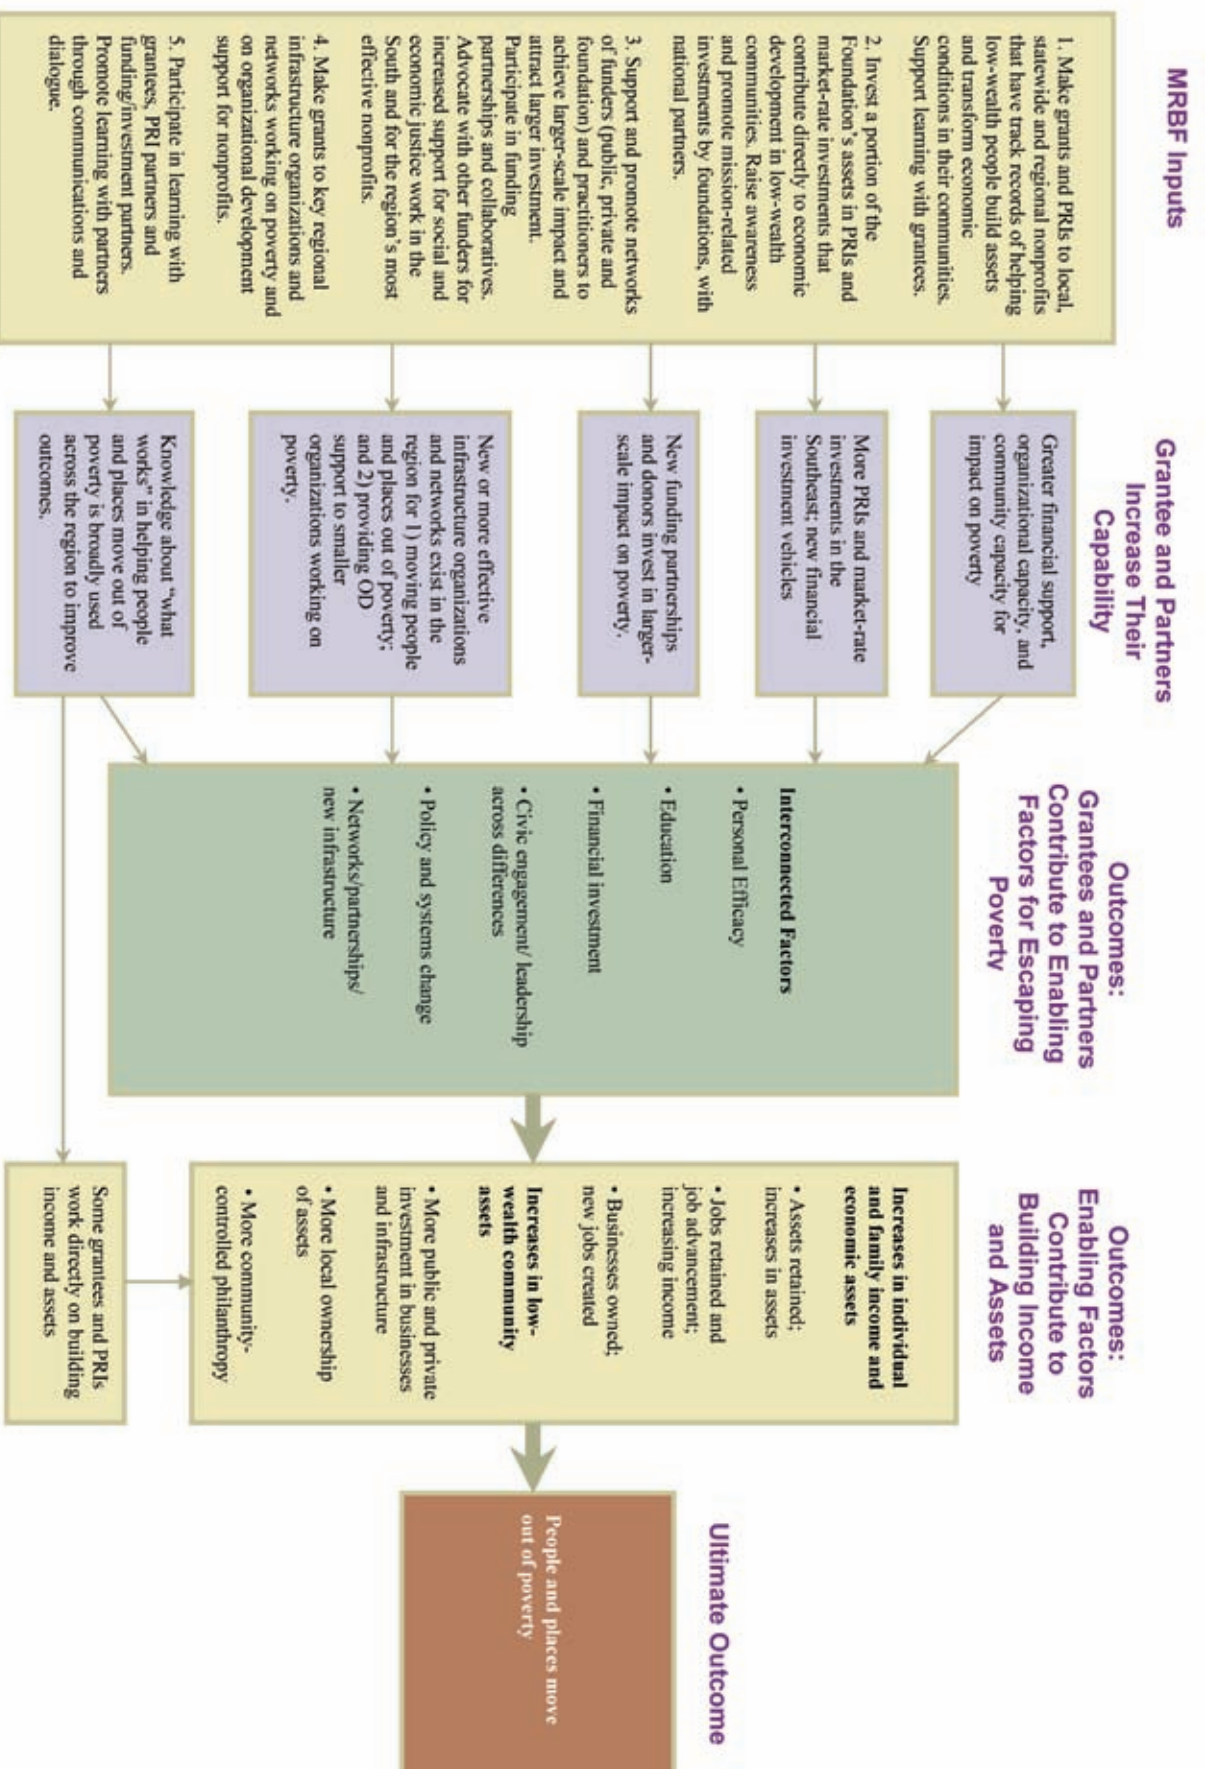 MRBF Inputs
1. Make grants and PRIs to local,
statewide and regional nonprofits
that have track records of helping
low-wealth people build assets
and transform economic
conditions in their communities.
Support learning with grantees.
2. Invest a portion of the
Foundation's assets in PRIs and
market-rate investments that
contribute directly to economic
development in low-wealth
communities. Raise awareness
and promote mission-related
investments by foundations, with
national partners.
3. Support and promote networks
of funders (public, private and
foundation) and practitioners to
achieve larger-scale impact and
attract larger investment.
Participate in funding
partnerships and collaboratives.
Advocate with other funders for
increased support for social and
economic justice work in the
South and for the region's most
effective nonprofits.
4. Make grants to key regional
infrastructure organizations and
networks working on poverty and
on organizational development
support for nonprofits.
5. Participate in learning with
grantees, PRI partners and
funding/investment partners.
Promote learning with partners
through communications and
dialogue.
Grantee and Partners
Increase Their
Capability
Greater financial support,
organizational capacity, and
community capacity for
impact on poverty
More PRIs and market-rate
investments in the
Southeast; new financial
investment vehicles
New funding partnerships
and donors invest in larger-
scale impact on poverty.
New or more effective
infrastructure organizations
and networks exist in the
region for 1) moving people
and places out of poverty;
and 2) providing OD
support to smaller
organizations working on
poverty.
Knowledge about "what
works" in helping people
and places move out of
poverty is broadly used
across the region to improve
outcomes.
Outcomes:
Grantees and Partners
Contribute to Enabling
Factors for Escaping
Poverty
Interconnected Factors
• Personal Efficacy
• Education
• Financial investment
• Civic engagement/ leadership
across differences
• Policy and systems change
• Networks/partnerships/
new infrastructure
Outcomes:
Enabling Factors
Contribute to
Building Income
and Assets
Increases in individual
and family income and
economic assets
• Assets retained;
increases in assets
• Jobs retained and
job advancement;
increasing income
• Businesses owned;
new jobs created
Increases in low-
wealth community
assets
• More public and private
investment in businesses
and infrastructure
• More local ownership
of assets
• More community-
controlled philanthropy
Some grantees and PRIs
work directly on building
income and assets
Ultimate Outcome
People and places move
out of poverty